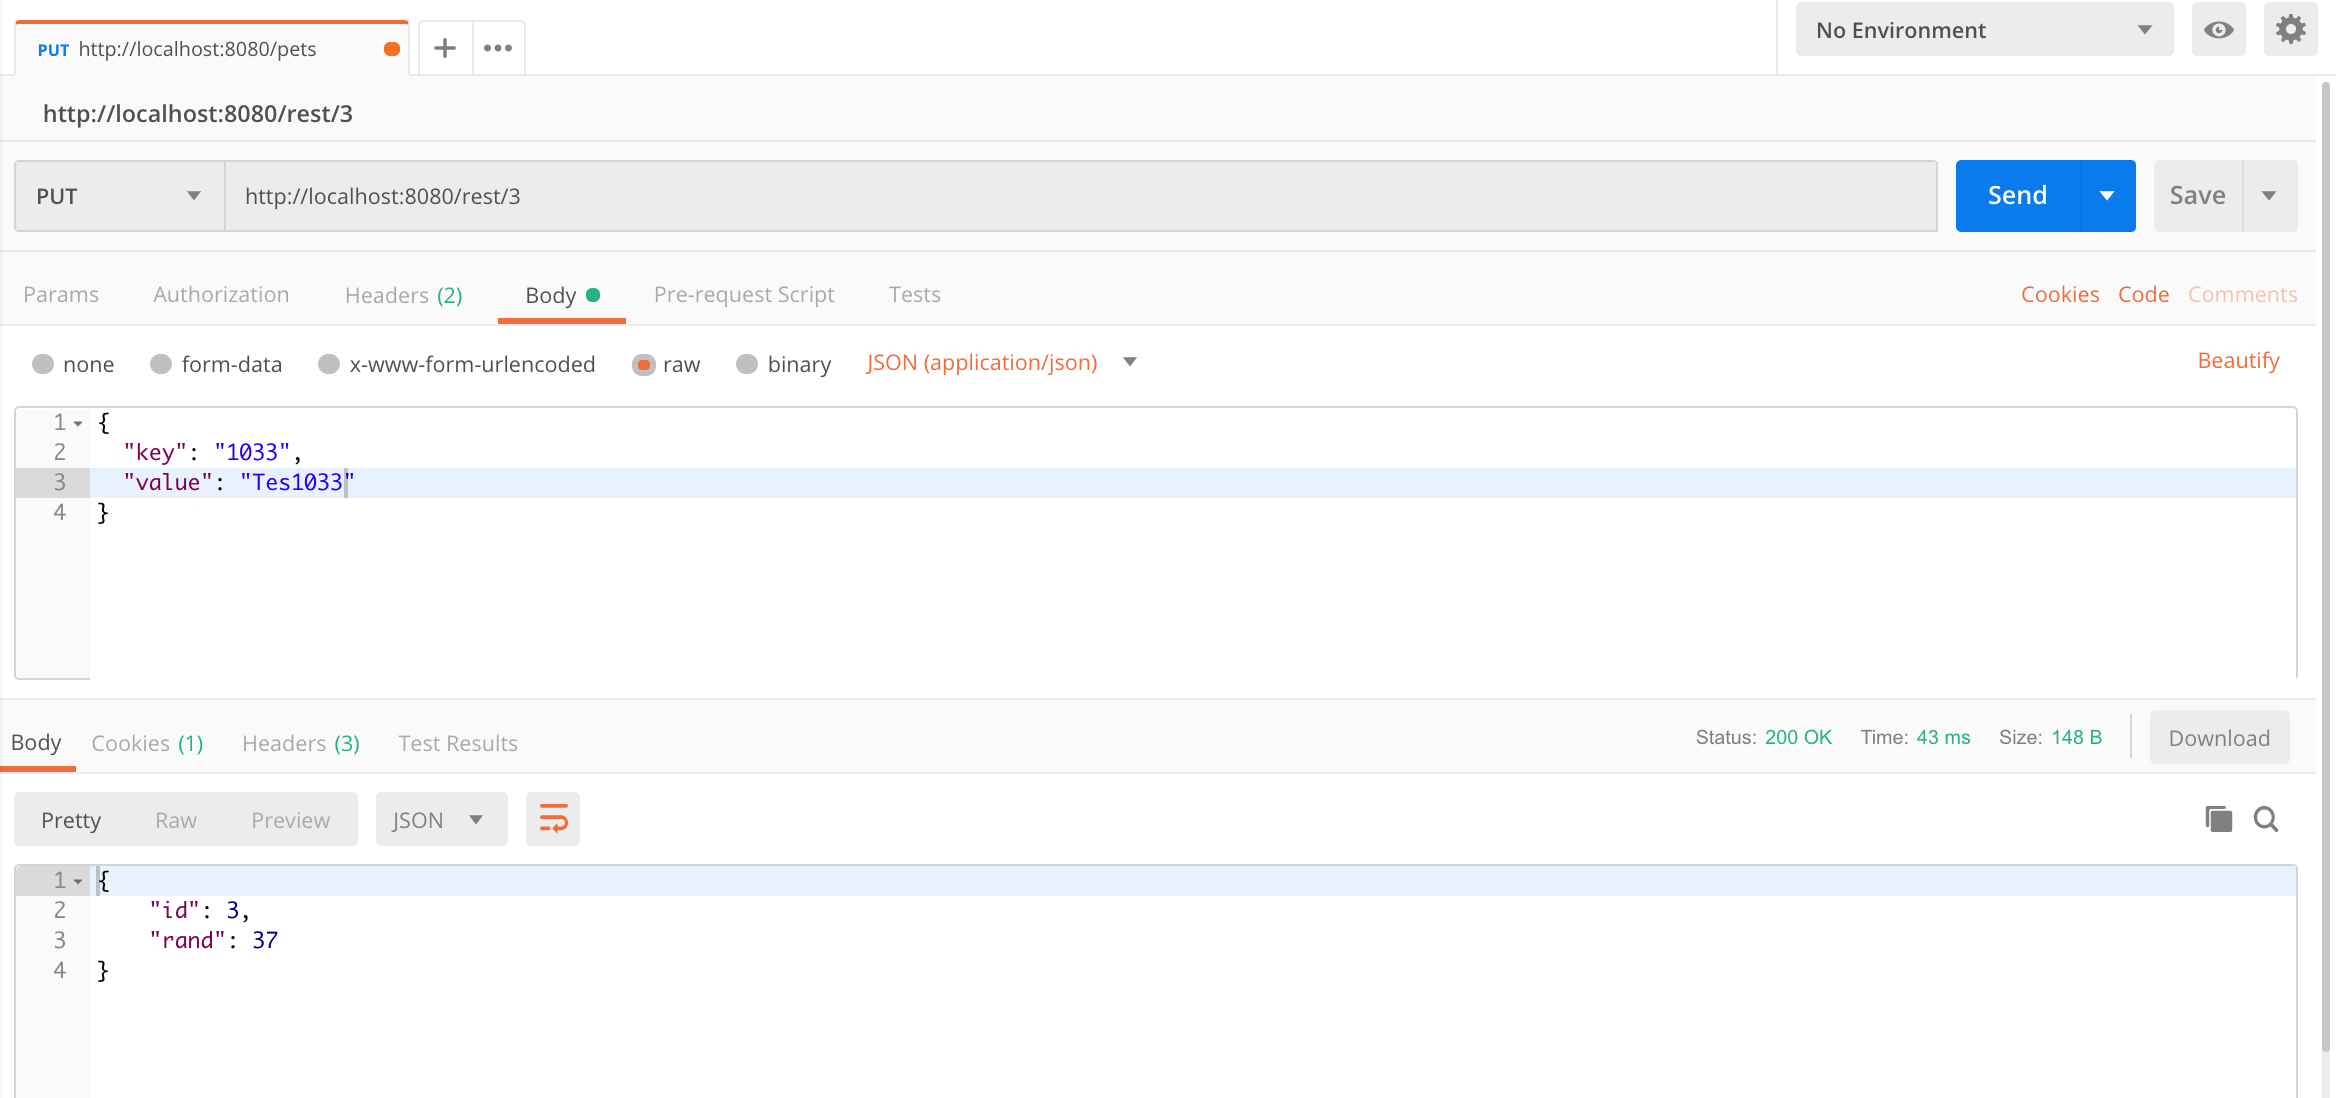 PUT http://localhost:8080/pets
No Environment
http://localhost:8080/rest/3
PUT http://localhost:8080/rest/3 Send Save
Params Authorization Headers (2) Body Pre-request Script Tests Cookies Code Comments
none form-data x-www-form-urlencoded raw binary JSON (application/json) Beautify
1 {
2 "key": "1033",
3 "value": "Tes1033"
4 }
Body Cookies (1) Headers (3) Test Results Status: 200 OK Time: 43 ms Size: 148 B Download
Pretty Raw Preview JSON
1 {
2 "id": 3,
3 "rand": 37
4 }